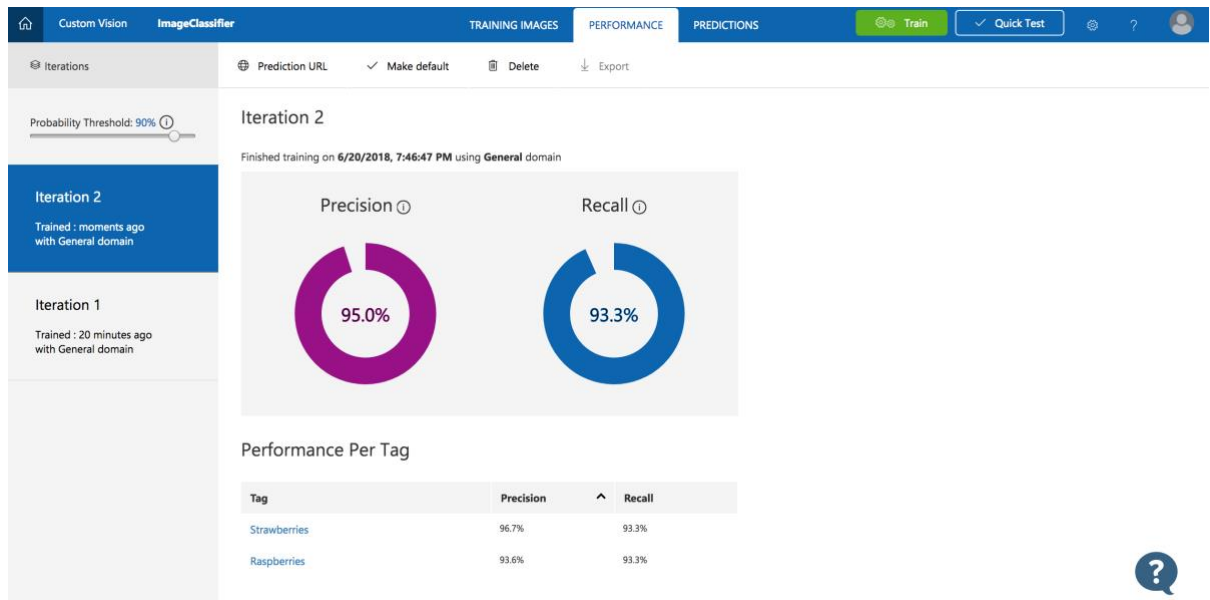 Custom Vision ImageClassifier TRAINING IMAGES PERFORMANCE PREDICTIONS Train Quick Test ?
Iterations Prediction URL Make default Delete Export
Probability Threshold: 90%
Iteration 2
Finished training on 6/20/2018, 7:46:47 PM using General domain
Iteration 2
Trained : moments ago
with General domain
Iteration 1
Trained : 20 minutes ago
with General domain
Precision Recall
95.0% 93.3%
Performance Per Tag
Tag Precision Recall
Strawberries 96.7% 93.3%
Raspberries 93.6% 93.3%
?